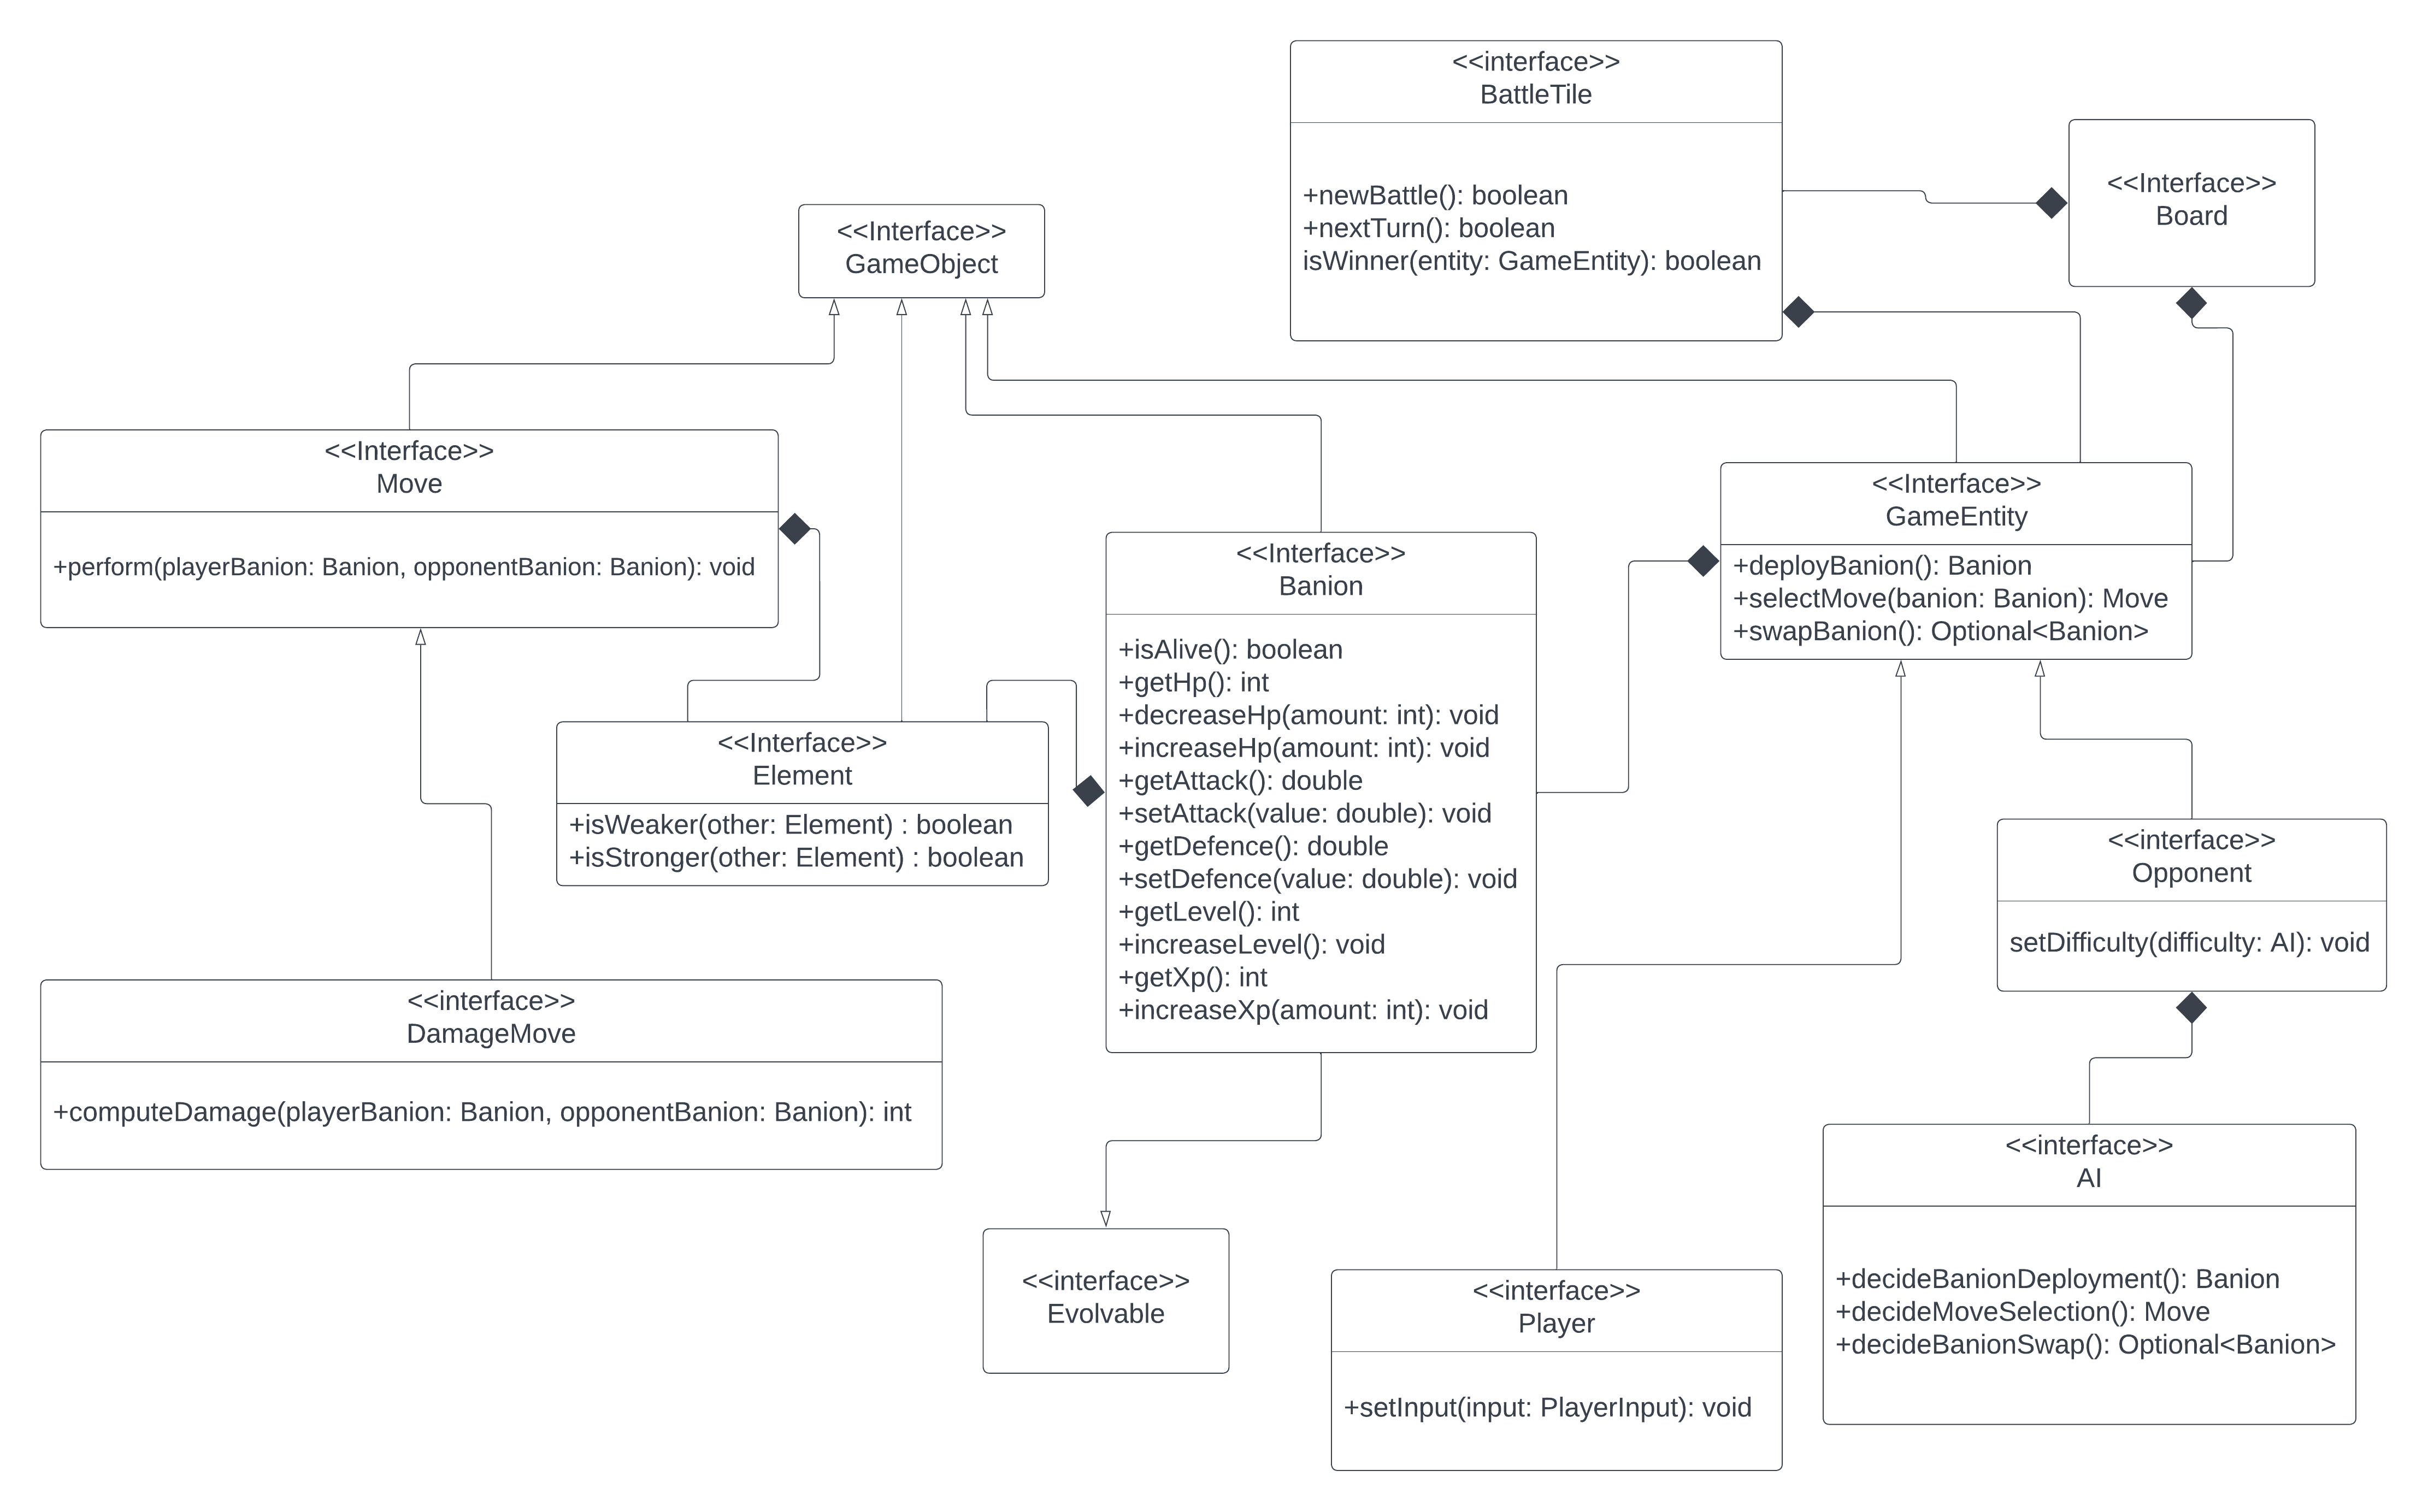 <<interface>>
BattleTile
+newBattle(): boolean
+nextTurn(): boolean
isWinner(entity: GameEntity): boolean
<<Interface>>
Board
<<Interface>>
GameObject
<<Interface>>
Move
+perform(playerBanion: Banion, opponentBanion: Banion): void
<<Interface>>
GameEntity
+deployBanion(): Banion
+selectMove(banion: Banion): Move
+swapBanion(): Optional<Banion>
<<Interface>>
Banion
+isAlive(): boolean
+getHp(): int
+decreaseHp(amount: int): void
+increaseHp(amount: int): void
+getAttack(): double
+setAttack(value: double): void
+getDefence(): double
+setDefence(value: double): void
+getLevel(): int
+increaseLevel(): void
+getXp(): int
+increaseXp(amount: int): void
<<Interface>>
Element
+isWeaker(other: Element) : boolean
+isStronger(other: Element) : boolean
<<interface>>
Opponent
setDifficulty(difficulty: AI): void
<<interface>>
DamageMove
+computeDamage(playerBanion: Banion, opponentBanion: Banion): int
<<interface>>
AI
+decideBanionDeployment(): Banion
+decideMoveSelection(): Move
+decideBanionSwap(): Optional<Banion>
<<interface>>
Evolvable
<<interface>>
Player
+setInput(input: PlayerInput): void